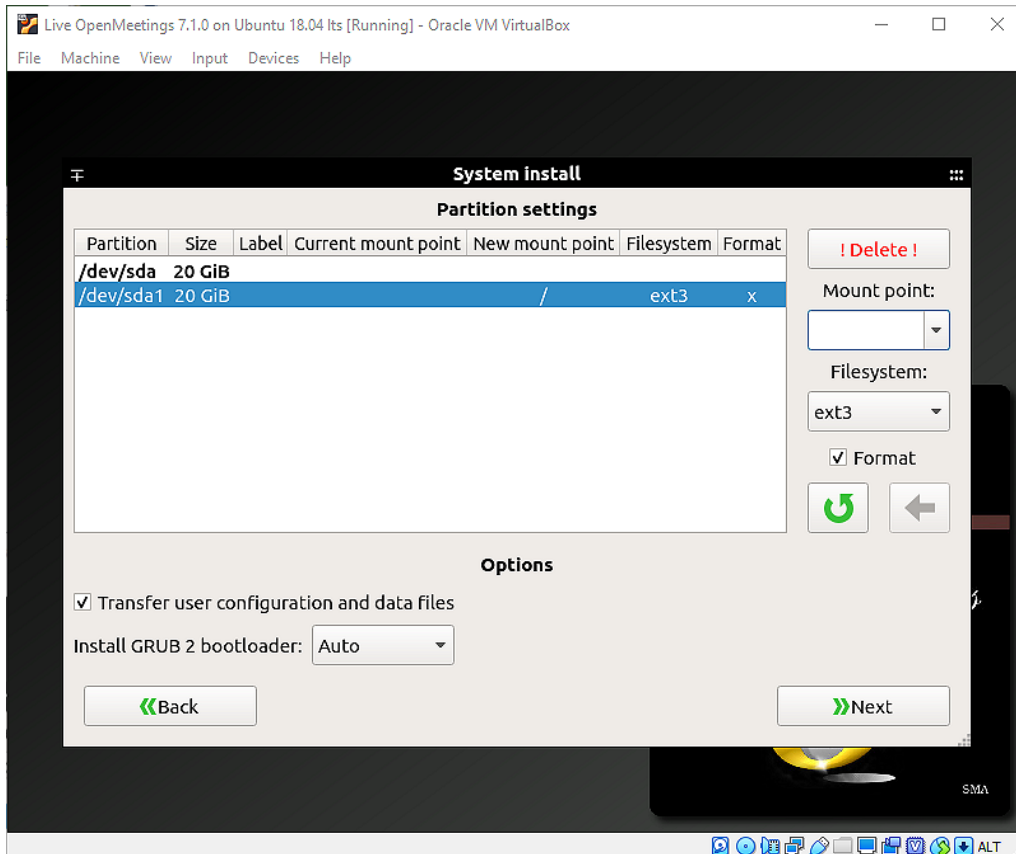 Live OpenMeetings 7.1.0 on Ubuntu 18.04 lts [Running] - Oracle VM VirtualBox
File Machine View Input Devices Help
System install
Partition settings
Partition Size Label Current mount point New mount point Filesystem Format
/dev/sda 20 GiB
/dev/sda1 20 GiB / ext3 x
! Delete !
Mount point:
Filesystem:
ext3
Format
Options
Transfer user configuration and data files
Install GRUB 2 bootloader: Auto
Back
Next
SMA
ALT